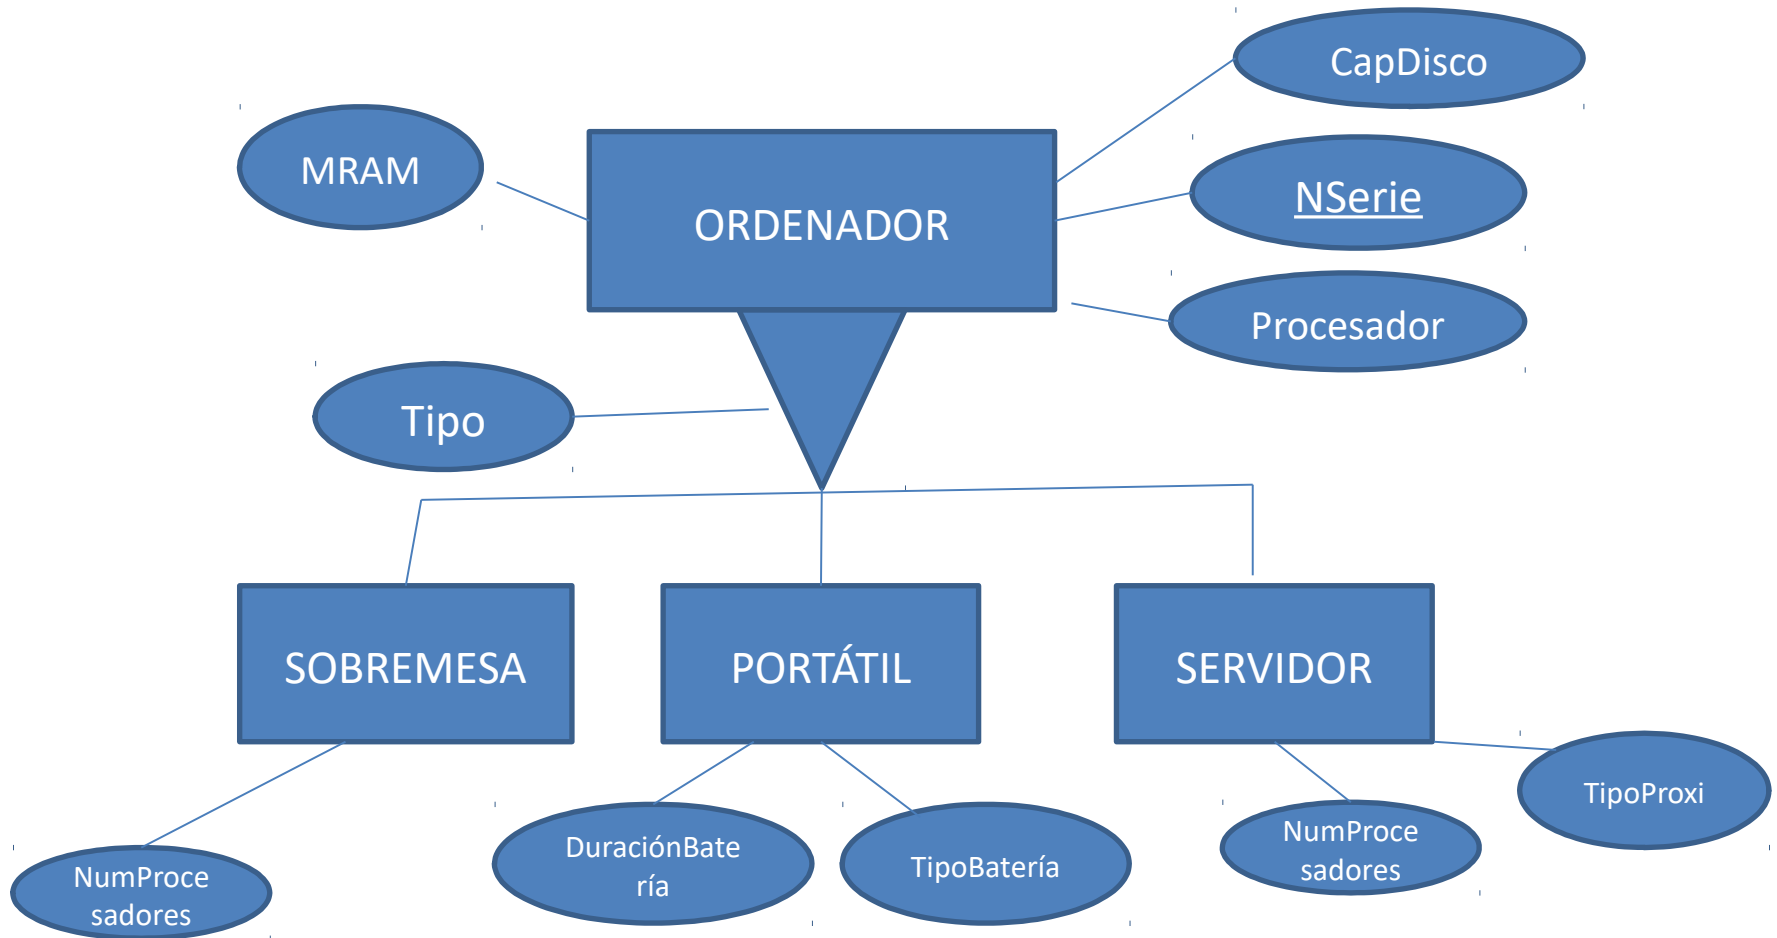 CapDisco
MRAM
NSerie
ORDENADOR
Procesador
Tipo
SOBREMESA
PORTÁTIL
SERVIDOR
TipoProxi
NumProce
sadores
DuraciónBate
ría
TipoBatería
NumProce
sadores